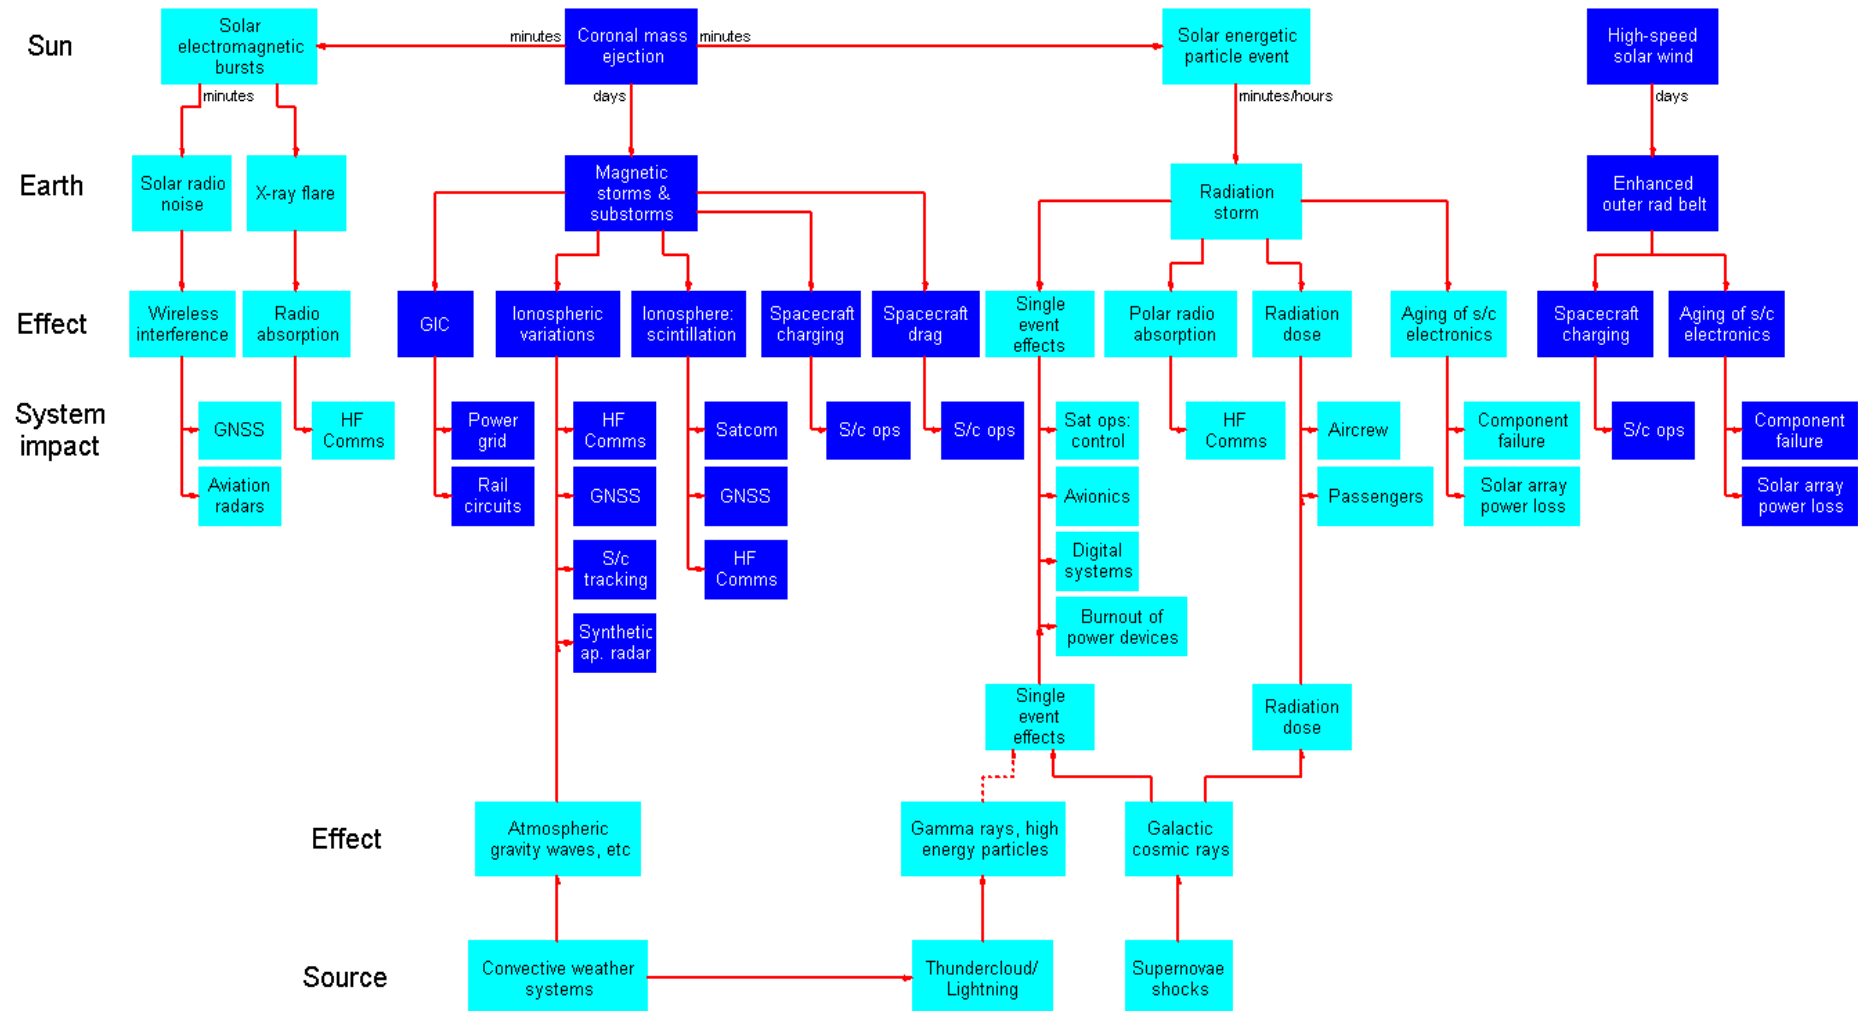 Sun
Solar
electromagnetic
bursts
minutes
Coronal mass
ejection
minutes
Solar energetic
particle event
High-speed
solar wind
minutes
days
minutes/hours
days
Earth
Solar radio
noise
X-ray flare
Magnetic
storms &
substorms
Radiation
storm
Enhanced
outer rad belt
Effect
Wireless
interference
Radio
absorption
GIC
Ionospheric
variations
Ionosphere:
scintillation
Spacecraft
charging
Spacecraft
drag
Single
event
effects
Polar radio
absorption
Radiation
dose
Aging of s/c
electronics
Spacecraft
charging
Aging of s/c
electronics
System
impact
GNSS
HF
Comms
Power
grid
HF
Comms
Satcom
S/c ops
S/c ops
Sat ops:
control
HF
Comms
Aircrew
Component
failure
S/c ops
Component
failure
Aviation
radars
Rail
circuits
GNSS
GNSS
Avionics
Passengers
Solar array
power loss
Solar array
power loss
S/c
tracking
HF
Comms
Digital
systems
Synthetic
ap. radar
Burnout of
power devices
Single
event
effects
Radiation
dose
Effect
Atmospheric
gravity waves, etc
Gamma rays, high
energy particles
Galactic
cosmic rays
Source
Convective weather
systems
Thundercloud/
Lightning
Supernovae
shocks